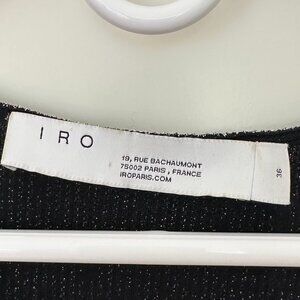 IRO
19, RUE BACHAUMONT
75002 PARIS , FRANCE
IROPARIS.COM
36